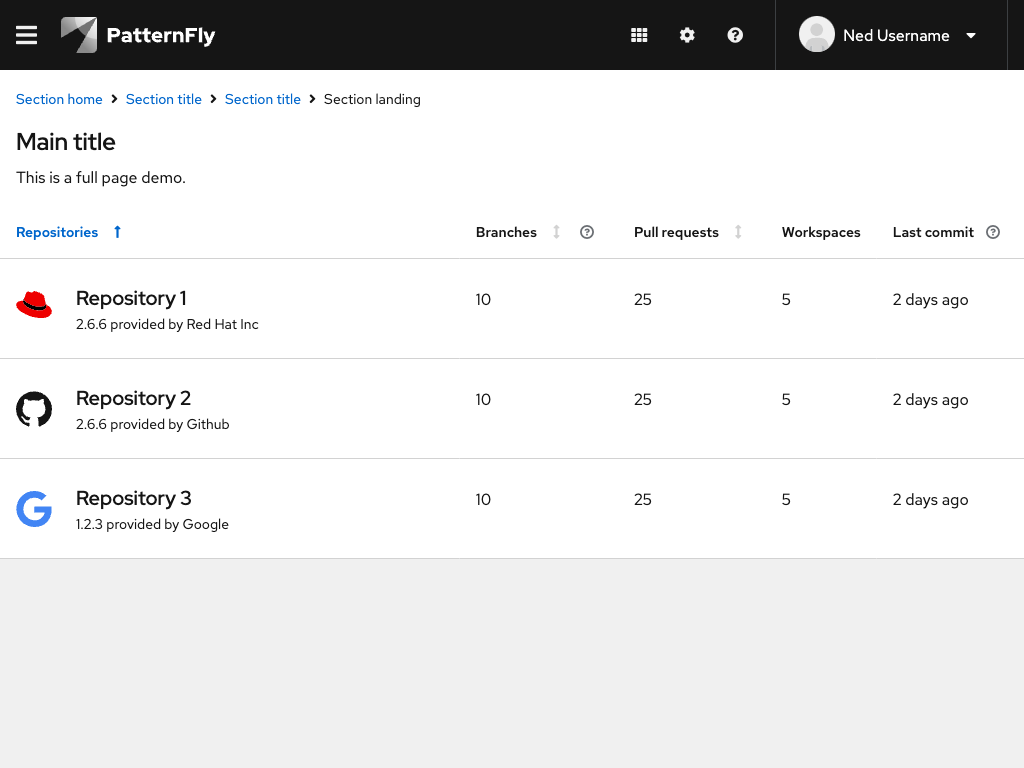 PatternFly
Ned Username
Section home Section title Section title Section landing
Main title
This is a full page demo.
Repositories Branches Pull requests Workspaces Last commit
Repository 1 10 25 5 2 days ago
2.6.6 provided by Red Hat Inc
Repository 2 10 25 5 2 days ago
2.6.6 provided by Github
Repository 3 10 25 5 2 days ago
1.2.3 provided by Google